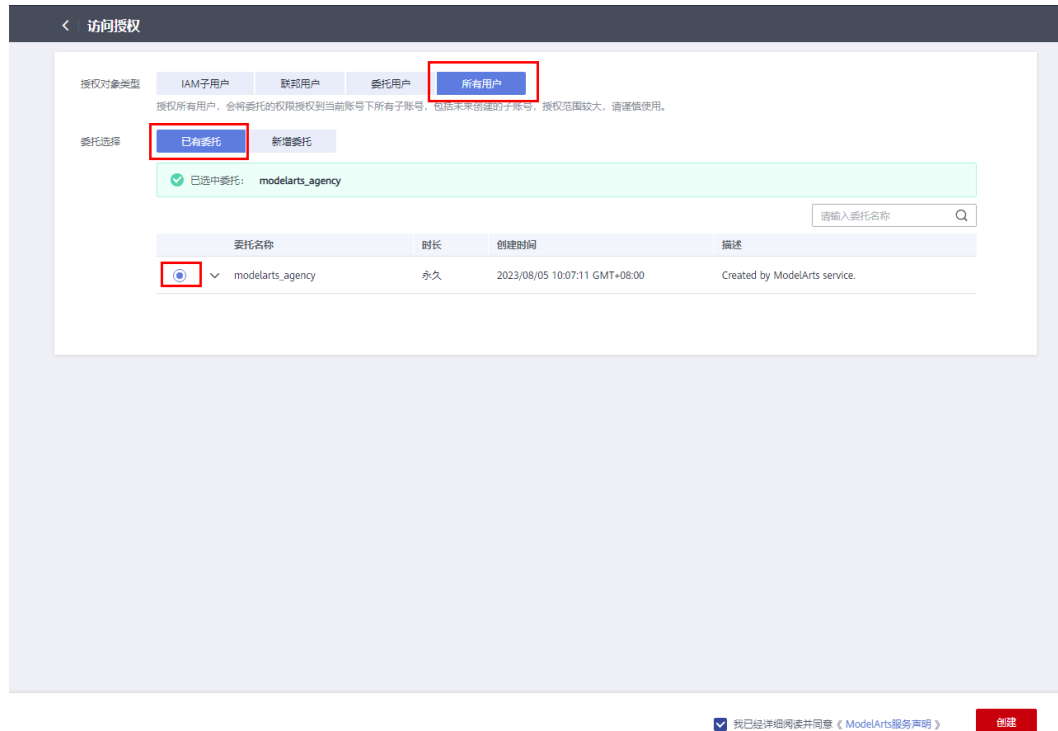 访问授权
授权对象类型 IAM子用户 联邦用户 委托用户 所有用户
授权所有用户，会将委托的权限授权到当前账号下所有子账号，包括未来创建的子账号，授权范围较大，请谨慎使用。
委托选择 已有委托 新增委托
已选中委托： modelarts_agency
请输入委托名称
委托名称 时长 创建时间 描述
modelarts_agency 永久 2023/08/05 10:07:11 GMT+08:00 Created by ModelArts service.
我已经详细阅读并同意《 ModelArts服务声明 》 创建